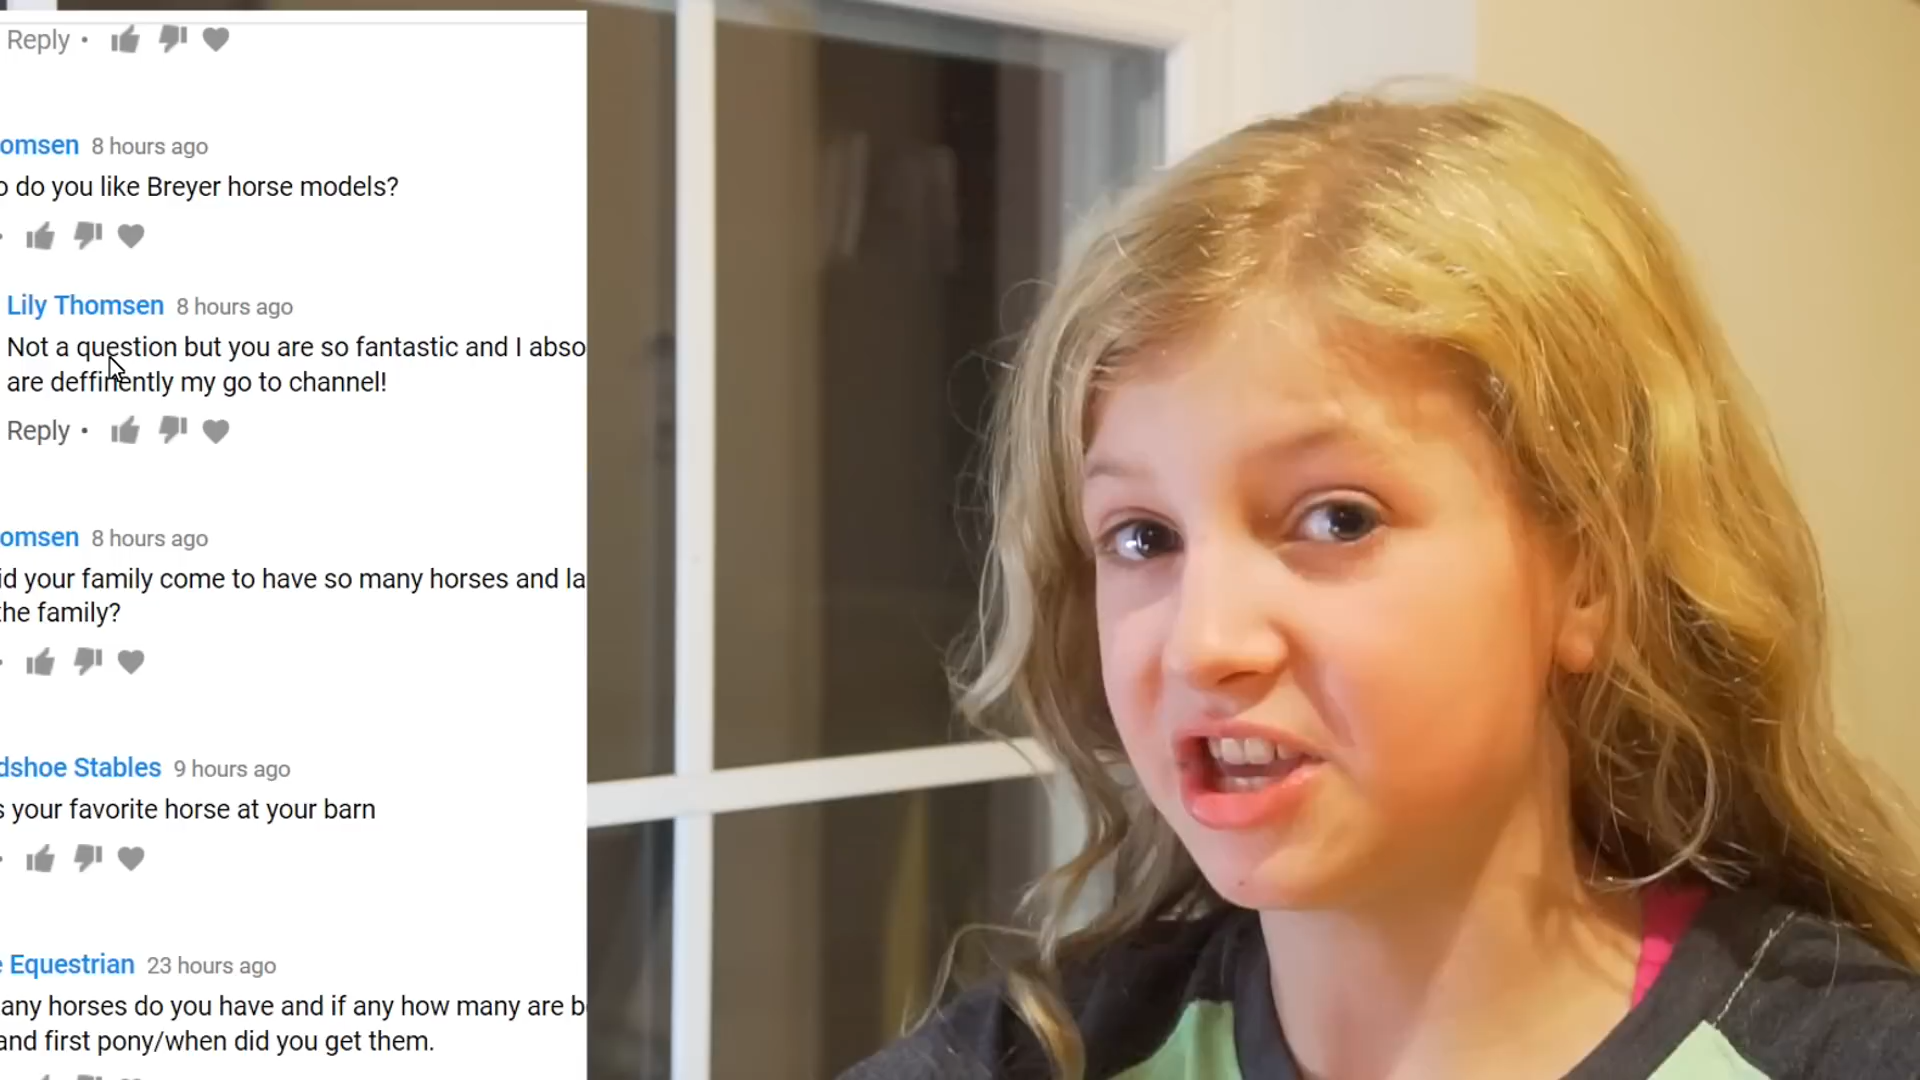 Reply •
omsen 8 hours ago
o do you like Breyer horse models?
Lily Thomsen 8 hours ago
Not a question but you are so fantastic and I abso
are deffinently my go to channel!
Reply •
omsen 8 hours ago
id your family come to have so many horses and la
the family?
dshoe Stables 9 hours ago
s your favorite horse at your barn
e Equestrian 23 hours ago
any horses do you have and if any how many are b
and first pony/when did you get them.